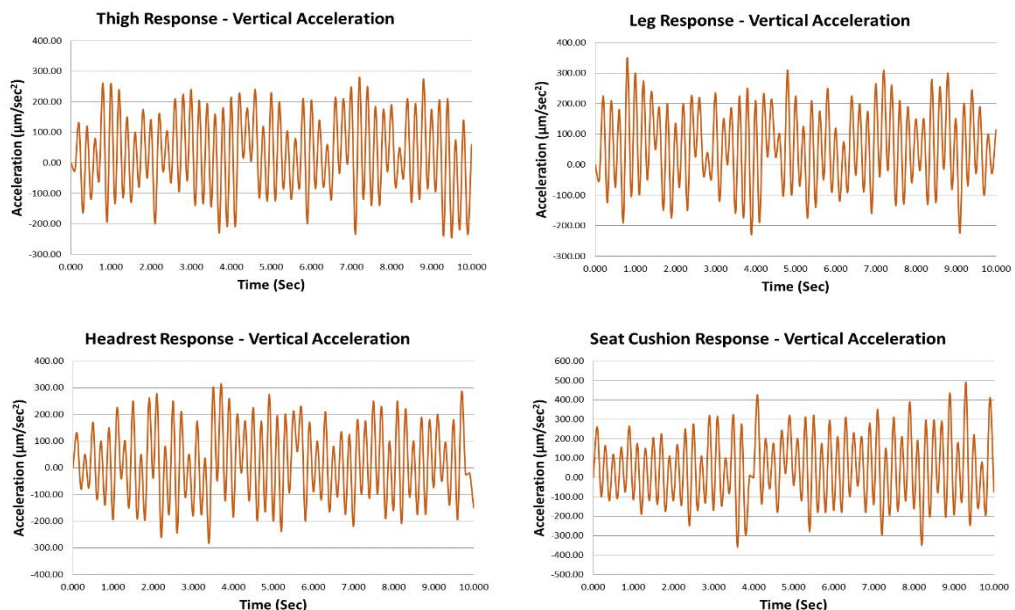 Thigh Response - Vertical Acceleration
Acceleration (µm/sec²)
400.00
300.00
200.00
100.00
0.00
-100.00
-200.00
-300.00
0.000 1.000 2.000 3.000 4.000 5.000 6.000 7.000 8.000 9.000 10.000
Time (Sec)
Leg Response - Vertical Acceleration
Acceleration (µm/sec²)
400.00
300.00
200.00
100.00
0.00
-100.00
-200.00
-300.00
0.000 1.000 2.000 3.000 4.000 5.000 6.000 7.000 8.000 9.000 10.000
Time (Sec)
Headrest Response - Vertical Acceleration
Acceleration (µm/sec²)
400.00
300.00
200.00
100.00
0.00
-100.00
-200.00
-300.00
-400.00
0.000 1.000 2.000 3.000 4.000 5.000 6.000 7.000 8.000 9.000 10.000
Time (Sec)
Seat Cushion Response - Vertical Acceleration
Acceleration (µm/sec²)
600.00
500.00
400.00
300.00
200.00
100.00
0.00
-100.00
-200.00
-300.00
-400.00
-500.00
0.000 1.000 2.000 3.000 4.000 5.000 6.000 7.000 8.000 9.000 10.000
Time (Sec)